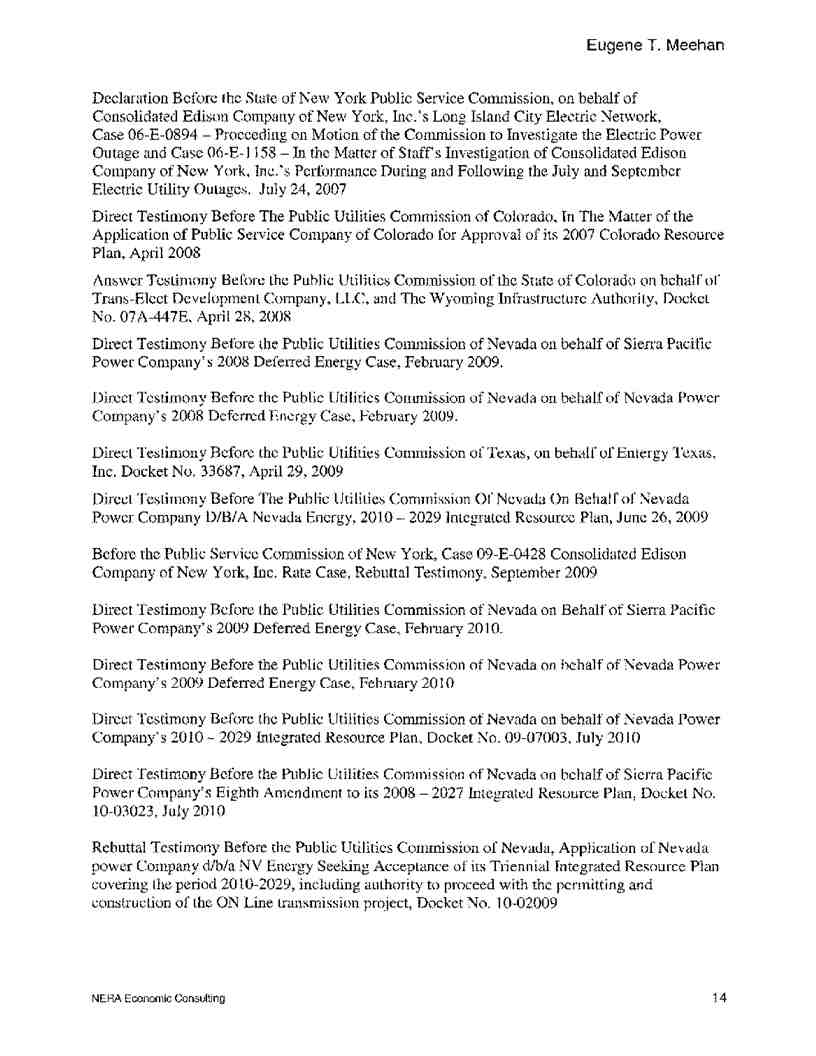 Eugene T. Meehan
Declaration Before the State of New York Public Service Commission, on behalf of
Consolidated Edison Company of New York, Inc.'s Long Island City Electric Network,
Case 06-E-0894 – Proceeding on Motion of the Commission to Investigate the Electric Power
Outage and Case 06-E-1158 – In the Matter of Staff's Investigation of Consolidated Edison
Company of New York, Inc.'s Performance During and Following the July and September
Electric Utility Outages. July 24, 2007
Direct Testimony Before The Public Utilities Commission of Colorado, In The Matter of the
Application of Public Service Company of Colorado for Approval of its 2007 Colorado Resource
Plan, April 2008
Answer Testimony Before the Public Utilities Commission of the State of Colorado on behalf of
Trans-Elect Development Company, LLC, and The Wyoming Infrastructure Authority, Docket
No. 07A-447E, April 28, 2008
Direct Testimony Before the Public Utilities Commission of Nevada on behalf of Sierra Pacific
Power Company's 2008 Deferred Energy Case, February 2009.
Direct Testimony Before the Public Utilities Commission of Nevada on behalf of Nevada Power
Company's 2008 Deferred Energy Case, February 2009.
Direct Testimony Before the Public Utilities Commission of Texas, on behalf of Entergy Texas,
Inc. Docket No. 33687, April 29, 2009
Direct Testimony Before The Public Utilities Commission Of Nevada On Behalf of Nevada
Power Company D/B/A Nevada Energy, 2010 – 2029 Integrated Resource Plan, June 26, 2009
Before the Public Service Commission of New York, Case 09-E-0428 Consolidated Edison
Company of New York, Inc. Rate Case, Rebuttal Testimony, September 2009
Direct Testimony Before the Public Utilities Commission of Nevada on Behalf of Sierra Pacific
Power Company's 2009 Deferred Energy Case, February 2010.
Direct Testimony Before the Public Utilities Commission of Nevada on behalf of Nevada Power
Company's 2009 Deferred Energy Case, February 2010
Direct Testimony Before the Public Utilities Commission of Nevada on behalf of Nevada Power
Company's 2010 – 2029 Integrated Resource Plan, Docket No. 09-07003, July 2010
Direct Testimony Before the Public Utilities Commission of Nevada on behalf of Sierra Pacific
Power Company's Eighth Amendment to its 2008 – 2027 Integrated Resource Plan, Docket No.
10-03023, July 2010
Rebuttal Testimony Before the Public Utilities Commission of Nevada, Application of Nevada
power Company d/b/a NV Energy Seeking Acceptance of its Triennial Integrated Resource Plan
covering the period 2010-2029, including authority to proceed with the permitting and
construction of the ON Line transmission project, Docket No. 10-02009
NERA Economic Consulting
14